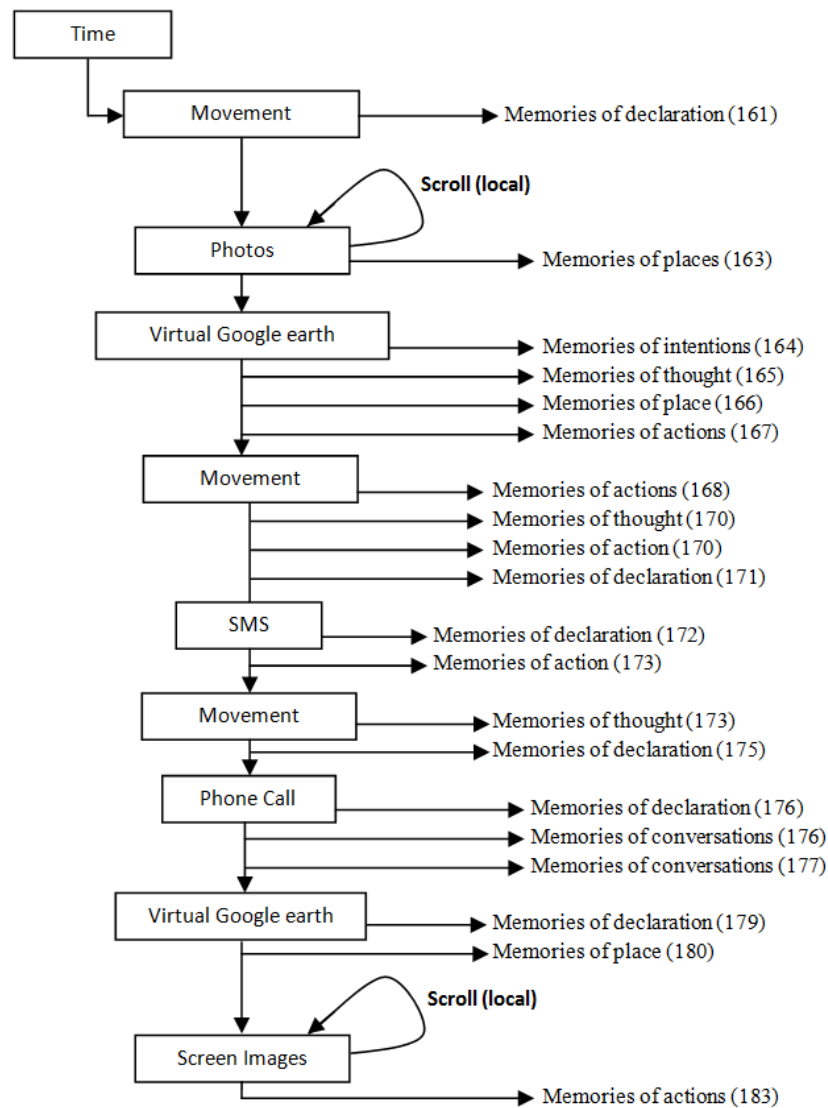 Time
Movement
Memories of declaration (161)
Scroll (local)
Photos
Memories of places (163)
Virtual Google earth
Memories of intentions (164)
Memories of thought (165)
Memories of place (166)
Memories of actions (167)
Movement
Memories of actions (168)
Memories of thought (170)
Memories of action (170)
Memories of declaration (171)
SMS
Memories of declaration (172)
Memories of action (173)
Movement
Memories of thought (173)
Memories of declaration (175)
Phone Call
Memories of declaration (176)
Memories of conversations (176)
Memories of conversations (177)
Virtual Google earth
Memories of declaration (179)
Memories of place (180)
Scroll (local)
Screen Images
Memories of actions (183)